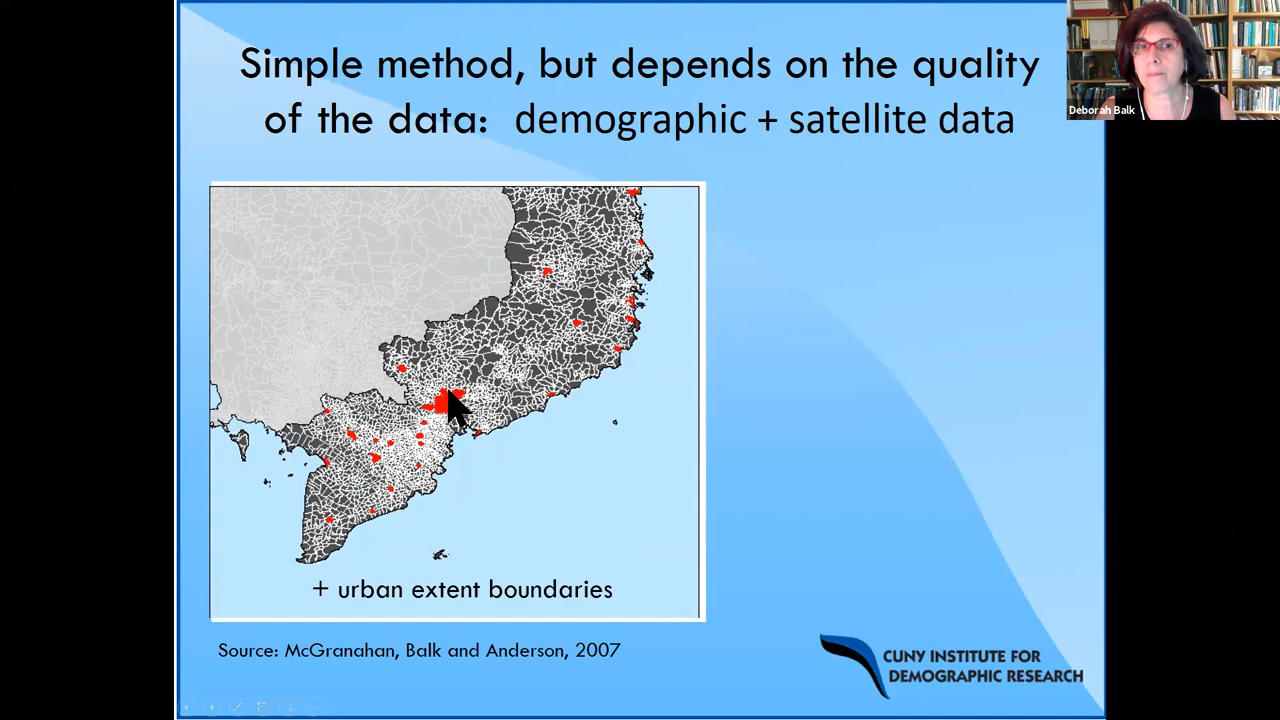 Simple method, but depends on the quality
of the data: demographic + satellite data
Deborah Balk
+ urban extent boundaries
Source: McGranahan, Balk and Anderson, 2007
CUNY INSTITUTE FOR
DEMOGRAPHIC RESEARCH